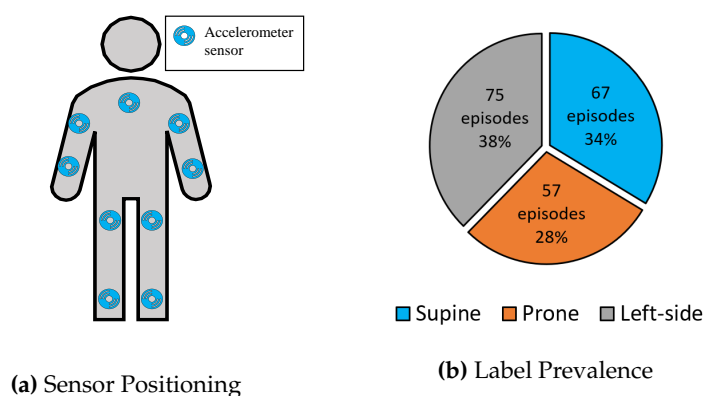 Accelerometer
sensor
75
episodes
38%
67
episodes
34%
57
episodes
28%
Supine Prone Left-side
(a) Sensor Positioning
(b) Label Prevalence